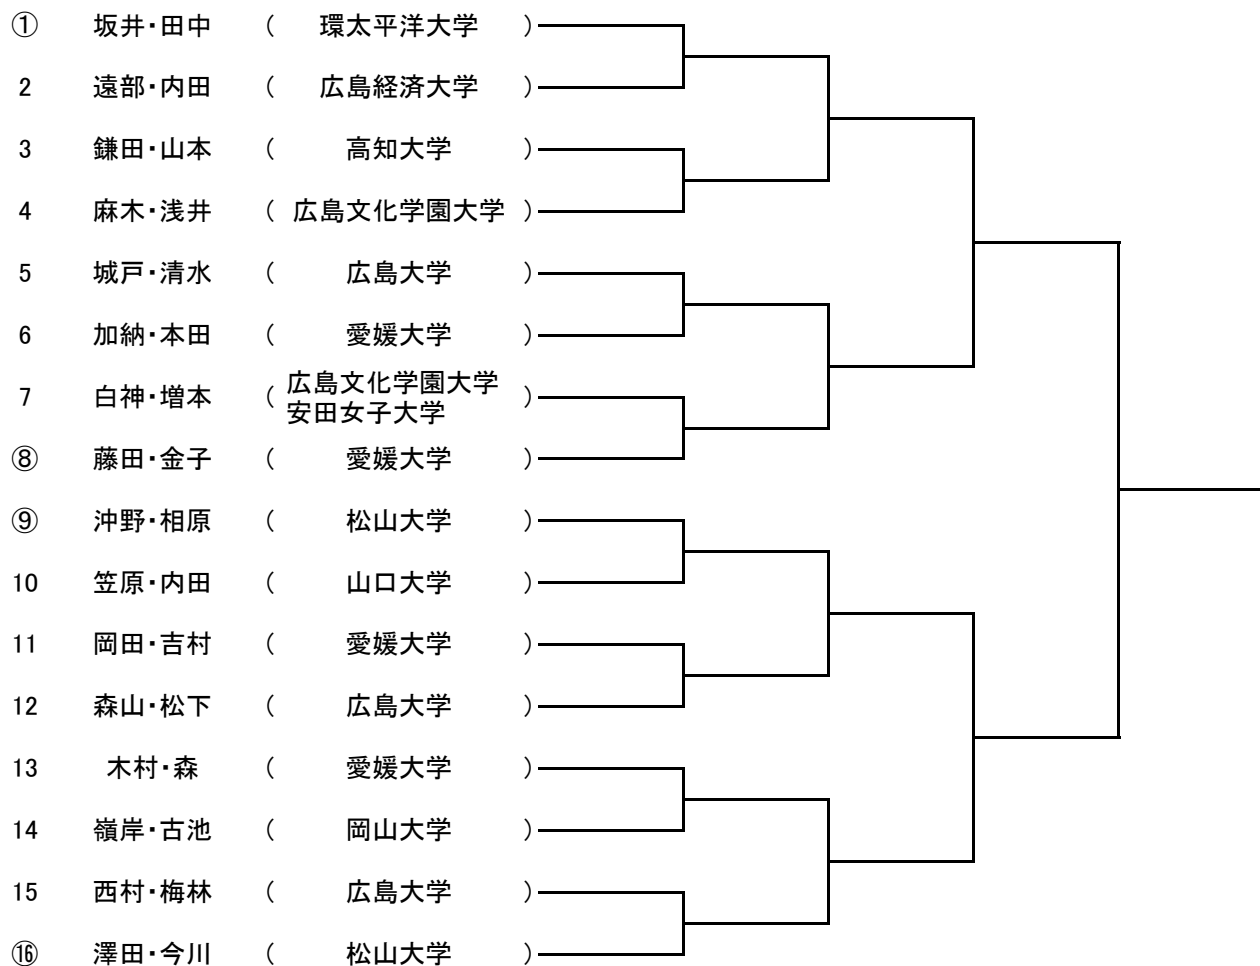 ① 坂井・田中 ( 環太平洋大学 )
2 遠部・内田 ( 広島経済大学 )
3 鎌田・山本 ( 高知大学 )
4 麻木・浅井 ( 広島文化学園大学 )
5 城戸・清水 ( 広島大学 )
6 加納・本田 ( 愛媛大学 )
7 白神・増本 ( 広島文化学園大学
安田女子大学 )
⑧ 藤田・金子 ( 愛媛大学 )
⑨ 沖野・相原 ( 松山大学 )
10 笠原・内田 ( 山口大学 )
11 岡田・吉村 ( 愛媛大学 )
12 森山・松下 ( 広島大学 )
13 木村・森 ( 愛媛大学 )
14 嶺岸・古池 ( 岡山大学 )
15 西村・梅林 ( 広島大学 )
⑯ 澤田・今川 ( 松山大学 )